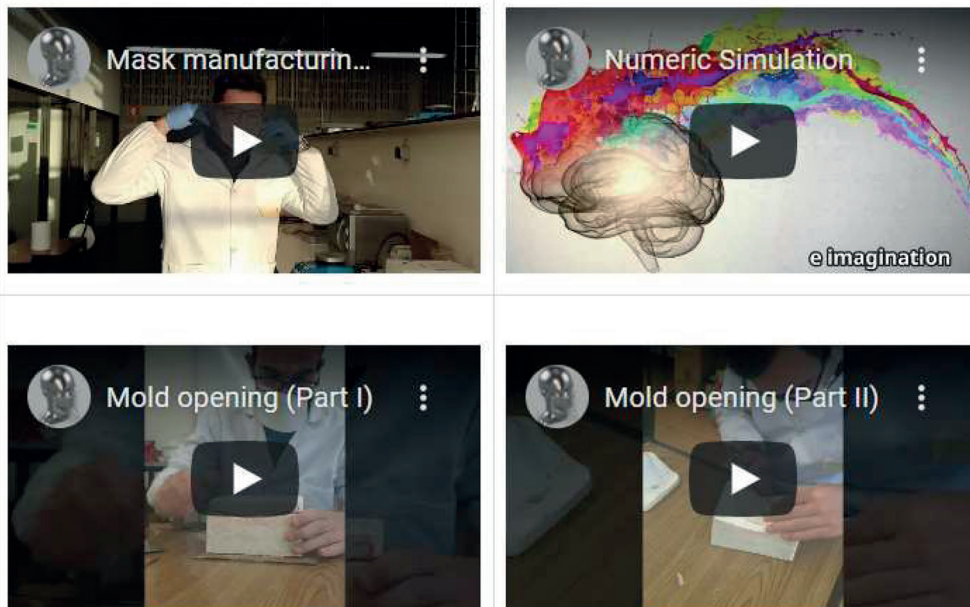 Mask manufacturin...
Numeric Simulation
e imagination
Mold opening (Part I)
Mold opening (Part II)